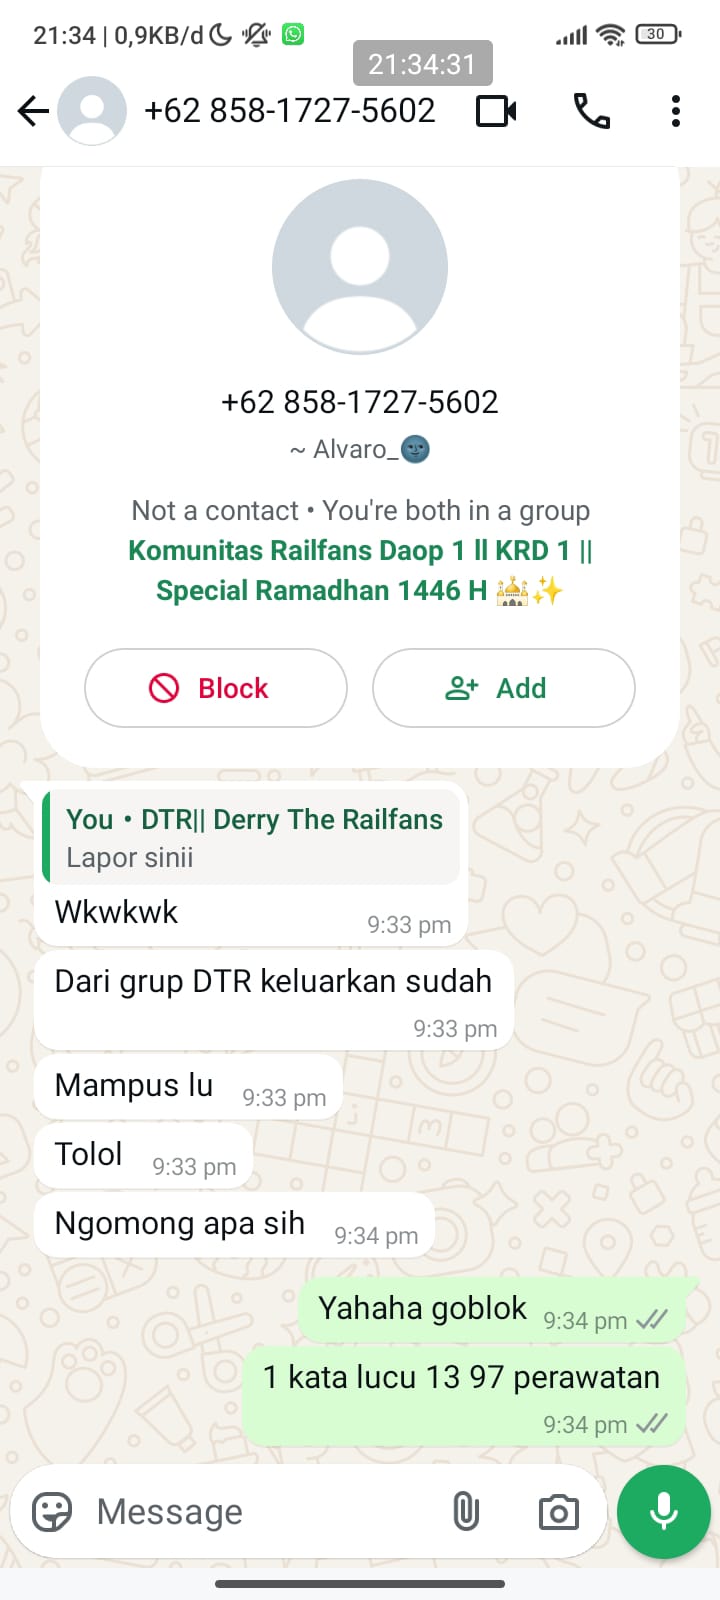 21:34 | 0,9KB/d
30
21:34:31
+62 858-1727-5602
+62 858-1727-5602
~ Alvaro_🌚
Not a contact • You're both in a group
Komunitas Railfans Daop 1 ll KRD 1 ||
Special Ramadhan 1446 H 🕌✨
Block
Add
You • DTR|| Derry The Railfans
Lapor sinii
Wkwkwk
9:33 pm
Dari grup DTR keluarkan sudah
9:33 pm
Mampus lu 9:33 pm
Tolol 9:33 pm
Ngomong apa sih 9:34 pm
Yahaha goblok 9:34 pm
1 kata lucu 13 97 perawatan
9:34 pm
Message